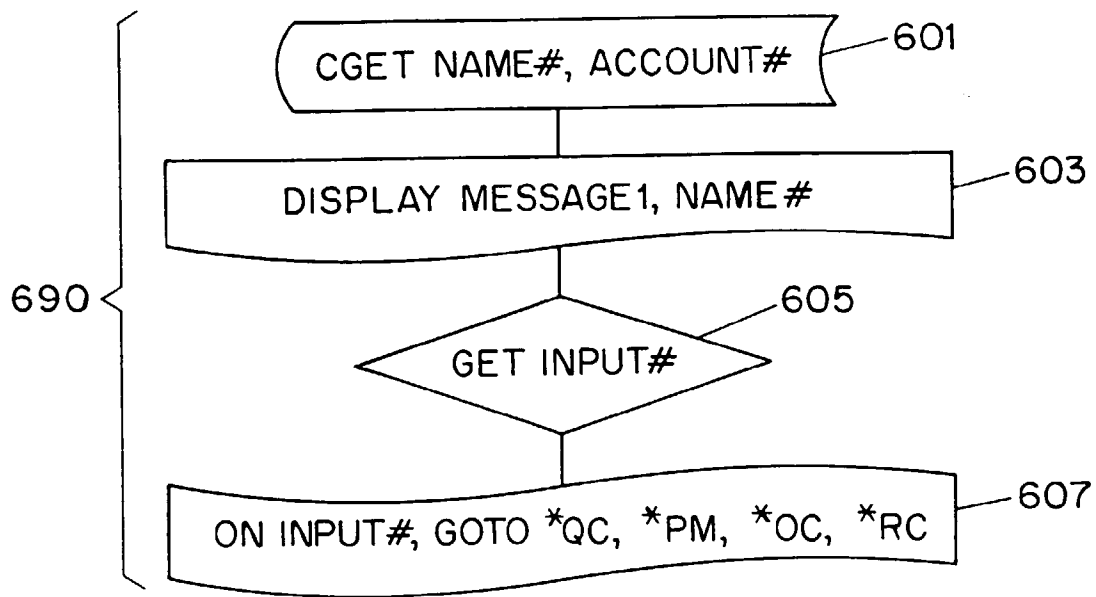 CGET NAME#, ACCOUNT#
601
DISPLAY MESSAGE1, NAME#
603
690
GET INPUT#
605
ON INPUT#, GOTO *QC, *PM, *OC, *RC
607